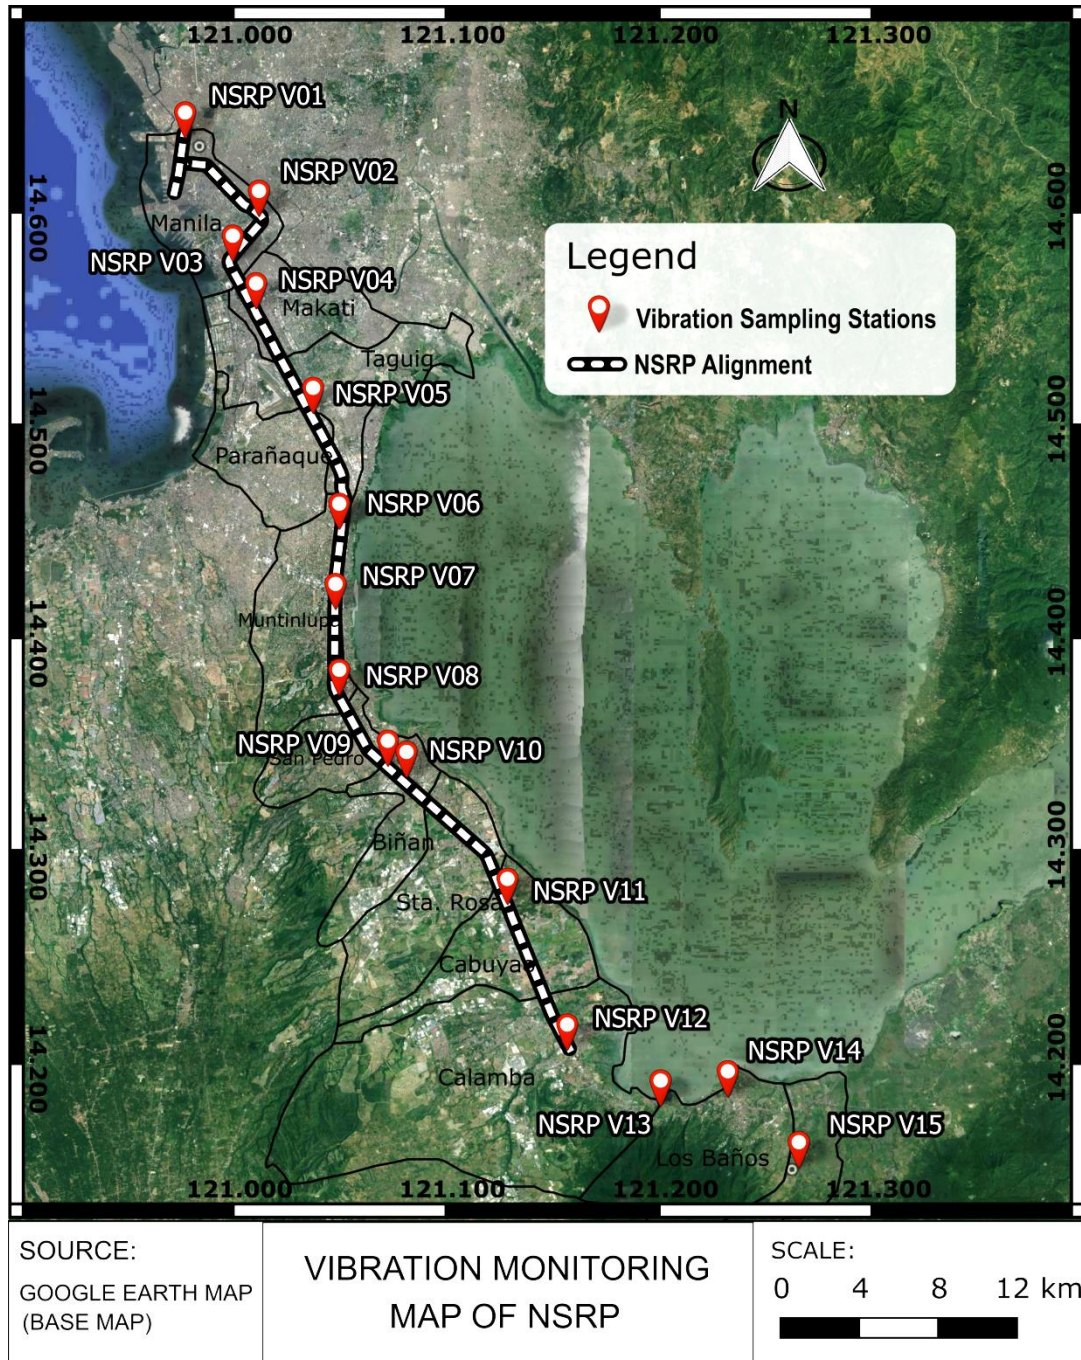 121.000 121.100 121.200 121.300
NSRP V01
N
NSRP V02
14.600
14.600
Manila
NSRP V03
NSRP V04
Makati
Legend
Vibration Sampling Stations
NSRP Alignment
Taguig
NSRP V05
14.500
14.500
Parañaque
NSRP V06
NSRP V07
Muntinlupa
14.400
14.400
NSRP V08
NSRP V09
NSRP V10
San Pedro
Biñan
14.300
14.300
NSRP V11
Sta. Rosa
Cabuyao
NSRP V12
14.200
14.200
NSRP V14
Calamba
NSRP V13
NSRP V15
Los Baños
121.000 121.100 121.200 121.300
SOURCE:
GOOGLE EARTH MAP
(BASE MAP)
VIBRATION MONITORING
MAP OF NSRP
SCALE:
0 4 8 12 km